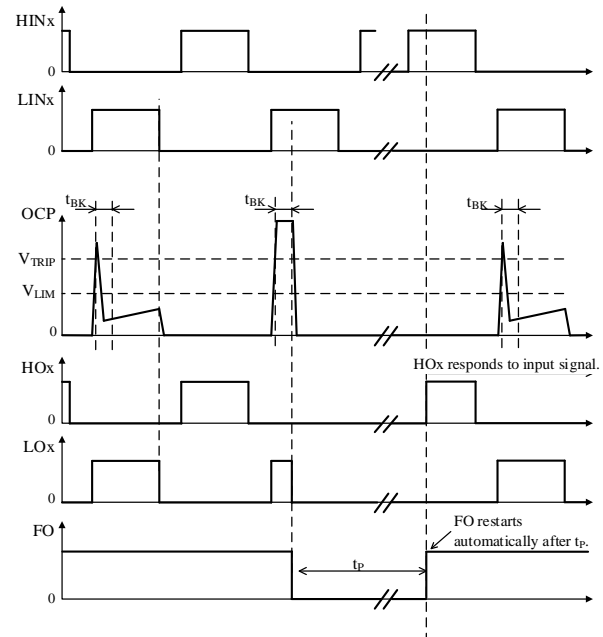 HINx
0
LINx
0
tBK
tBK
tBK
OCP
VTRIP
VLIM
0
HOx responds to input signal.
HOx
0
LOx
0
FO
FO restarts
automatically after tP.
tP
0